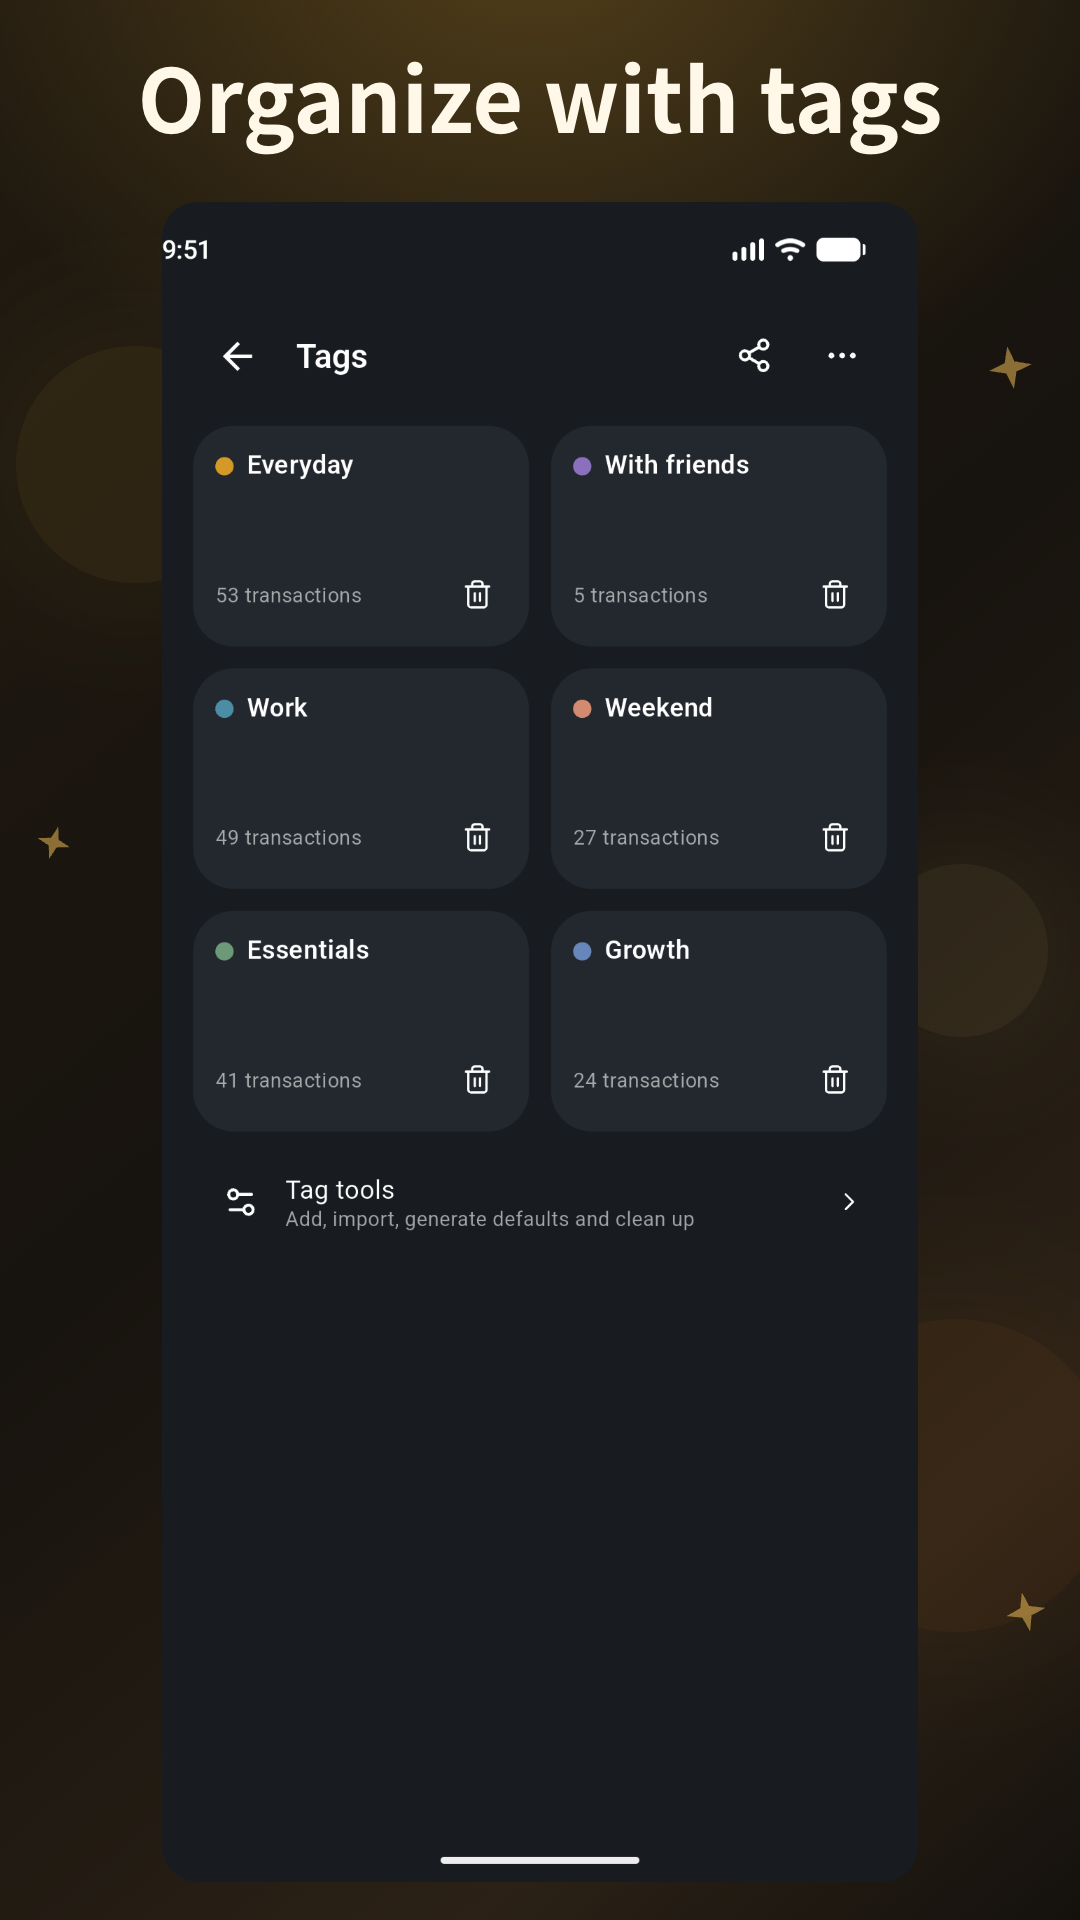 Organize with tags
9:51
Tags
Everyday
53 transactions
With friends
5 transactions
Work
49 transactions
Weekend
27 transactions
Essentials
41 transactions
Growth
24 transactions
Tag tools
Add, import, generate defaults and clean up